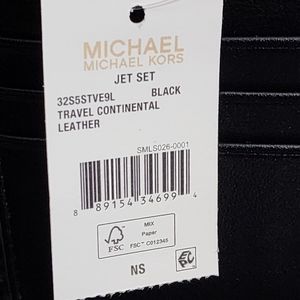 MICHAEL
MICHAEL KORS
JET SET
32S5STVE9L BLACK
TRAVEL CONTINENTAL
LEATHER
SMLS026-0001
8 89154 34699 4
MIX
Paper
FSC
FSC™ C012345
NS